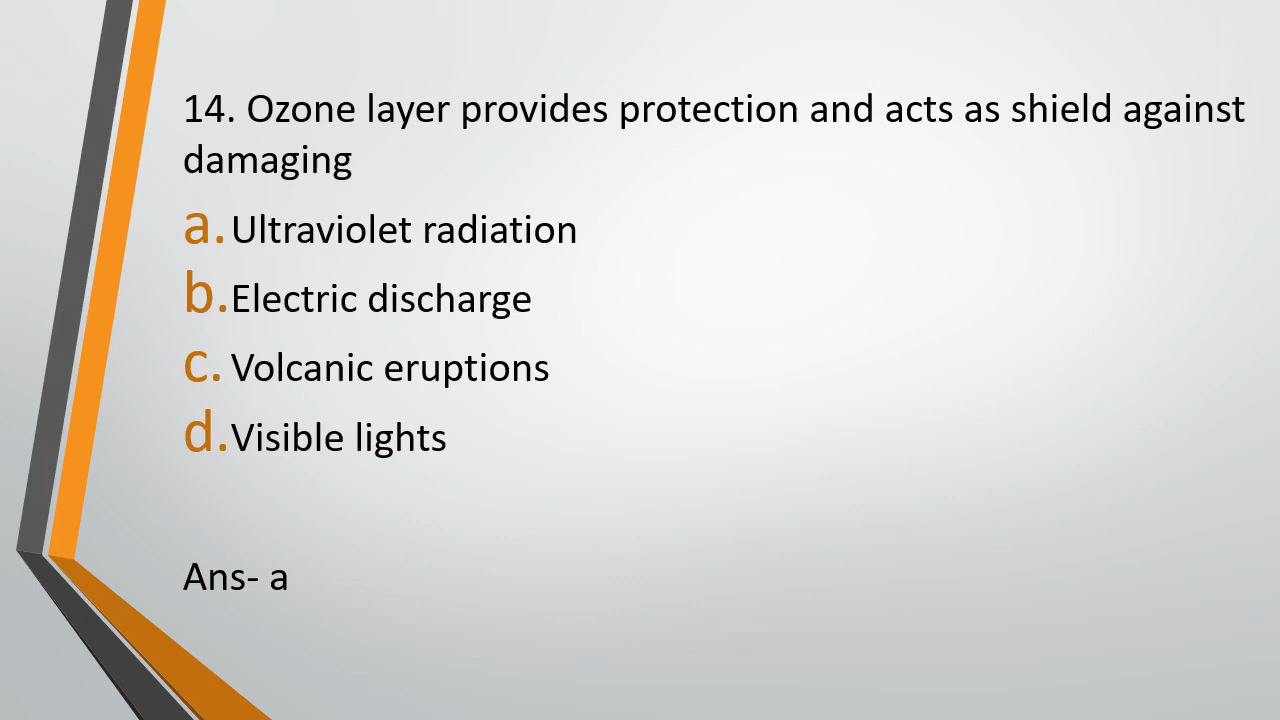 14. Ozone layer provides protection and acts as shield against
damaging
a. Ultraviolet radiation
b. Electric discharge
c. Volcanic eruptions
d. Visible lights
Ans- a